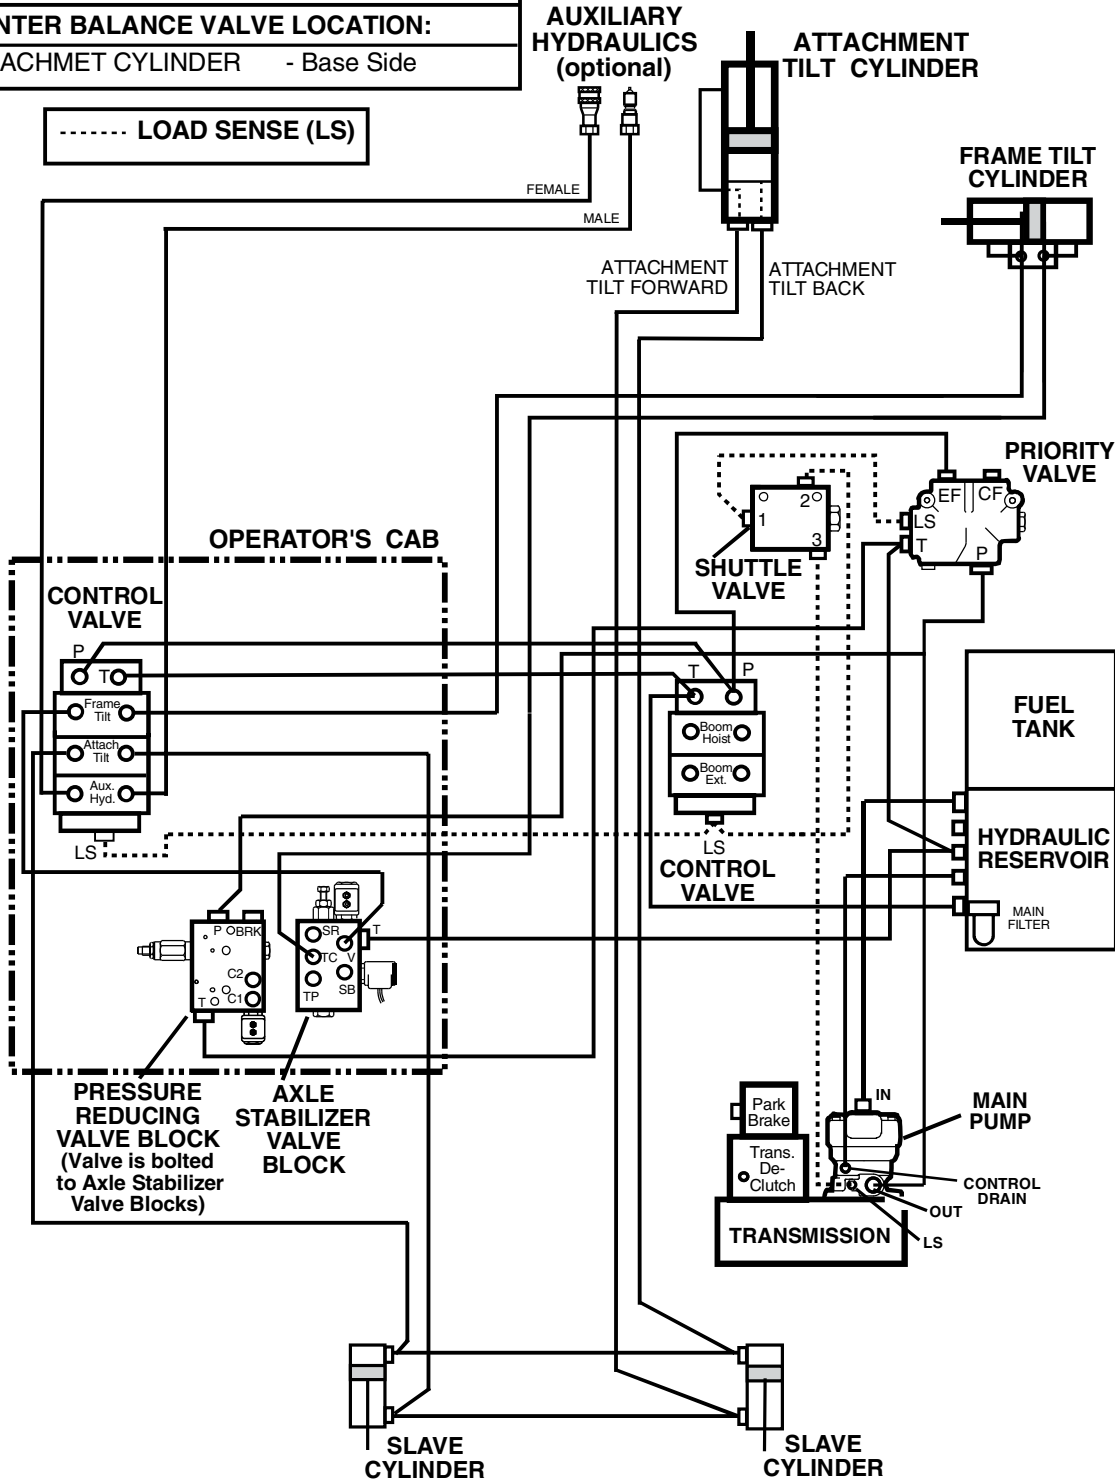 NTER BALANCE VALVE LOCATION:
ACHMET CYLINDER - Base Side
LOAD SENSE (LS)
AUXILIARY
HYDRAULICS
(optional)
ATTACHMENT
TILT CYLINDER
FRAME TILT
CYLINDER
FEMALE
MALE
ATTACHMENT
TILT FORWARD
ATTACHMENT
TILT BACK
PRIORITY
VALVE
EF CF
LS
T
P
1
2
3
SHUTTLE
VALVE
OPERATOR'S CAB
CONTROL
VALVE
P
T
Frame
Tilt
Attach
Tilt
Aux.
Hyd.
LS
T P
Boom
Hoist
Boom
Ext.
LS
CONTROL
VALVE
FUEL
TANK
HYDRAULIC
RESERVOIR
MAIN
FILTER
P BRK
C2
C1
T
SR
TC V
TP SB
T
PRESSURE
REDUCING
VALVE BLOCK
(Valve is bolted
to Axle Stabilizer
Valve Blocks)
AXLE
STABILIZER
VALVE
BLOCK
Park
Brake
Trans.
De-
Clutch
TRANSMISSION
IN
MAIN
PUMP
CONTROL
DRAIN
OUT
LS
SLAVE
CYLINDER
SLAVE
CYLINDER